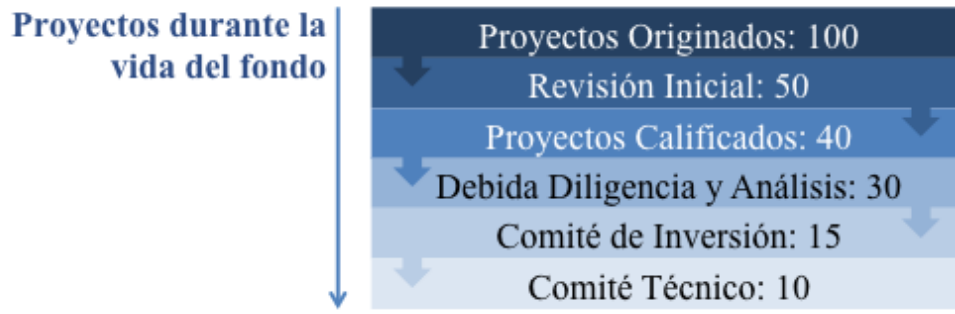 Proyectos durante la
vida del fondo
Proyectos Originados: 100
Revisión Inicial: 50
Proyectos Calificados: 40
Debida Diligencia y Análisis: 30
Comité de Inversión: 15
Comité Técnico: 10